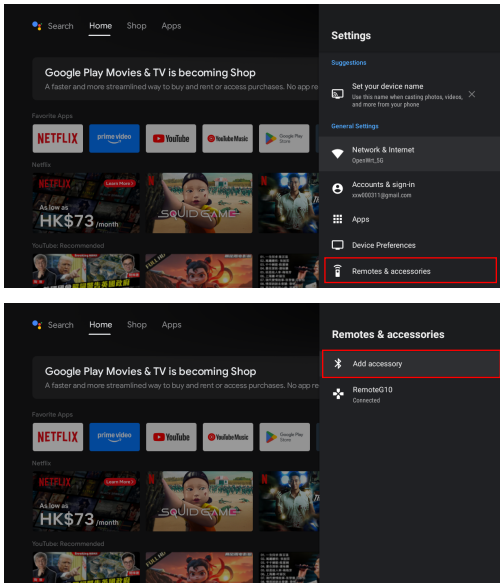 Search Home Shop Apps
Google Play Movies & TV is becoming Shop
A faster and more streamlined way to buy and rent or access purchases. No app re
Favorite Apps
NETFLIX prime video YouTube YouTube Music Google Play Store
Netflix
NETFLIX Learn More
As low as
HK$73 /month
SQUID GAME
YouTube: Recommended
Settings
Suggestions
Set your device name
Use this name when casting photos, videos,
and more from your phone
General Settings
Network & Internet
OpenWrt_5G
Accounts & sign-in
xxw000311@gmail.com
Apps
Device Preferences
Remotes & accessories
Search Home Shop Apps
Google Play Movies & TV is becoming Shop
A faster and more streamlined way to buy and rent or access purchases. No app re
Favorite Apps
NETFLIX prime video YouTube YouTube Music Google Play Store
Netflix
NETFLIX Learn More
As low as
HK$73 /month
SQUID GAME
YouTube: Recommended
Remotes & accessories
Add accessory
RemoteG10
Connected